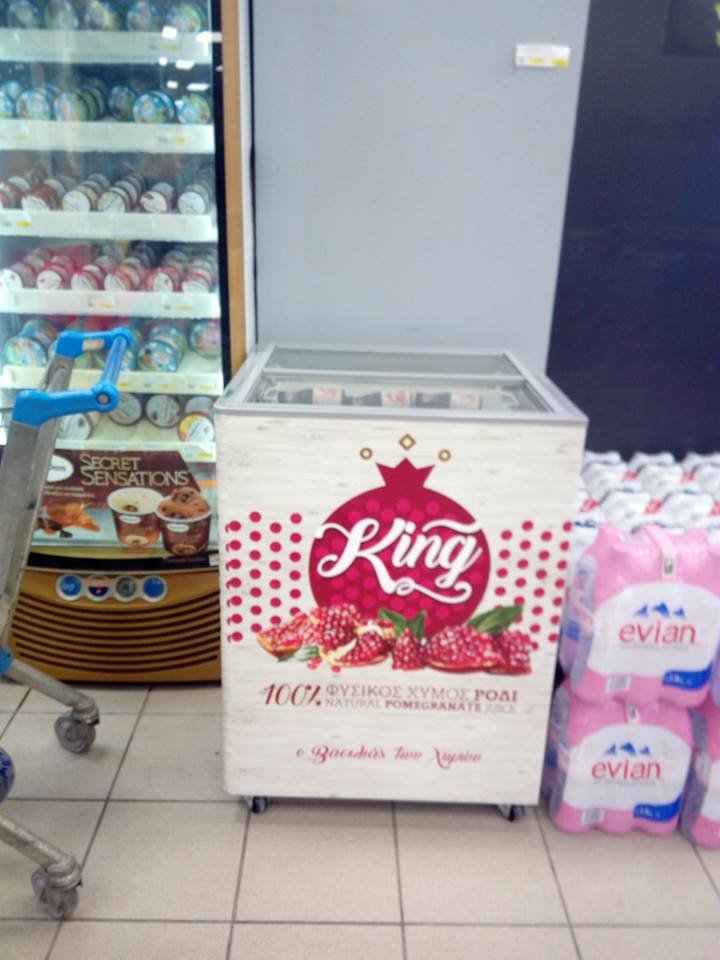 SECRET
SENSATIONS
King
100% ΦΥΣΙΚΟΣ ΧΥΜΟΣ ΡΟΔΙ
NATURAL POMEGRANATE JUICE
ο Βασιλιάς των Χυμών
evian
evian